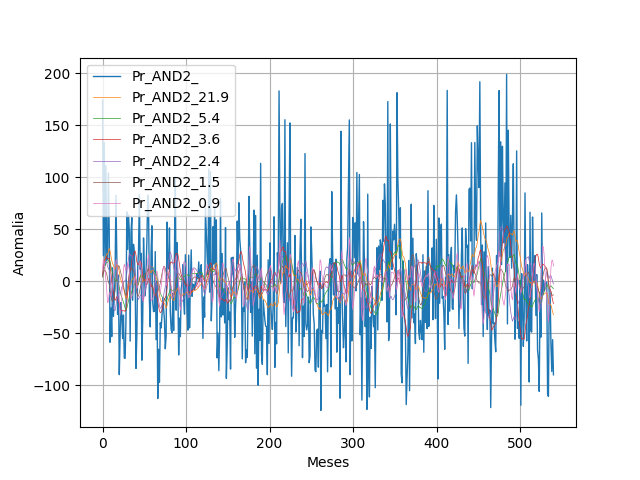 Pr_AND2_
Pr_AND2_21.9
Pr_AND2_5.4
Pr_AND2_3.6
Pr_AND2_2.4
Pr_AND2_1.5
Pr_AND2_0.9
200
150
100
50
0
−50
−100
Anomalia
0 100 200 300 400 500
Meses